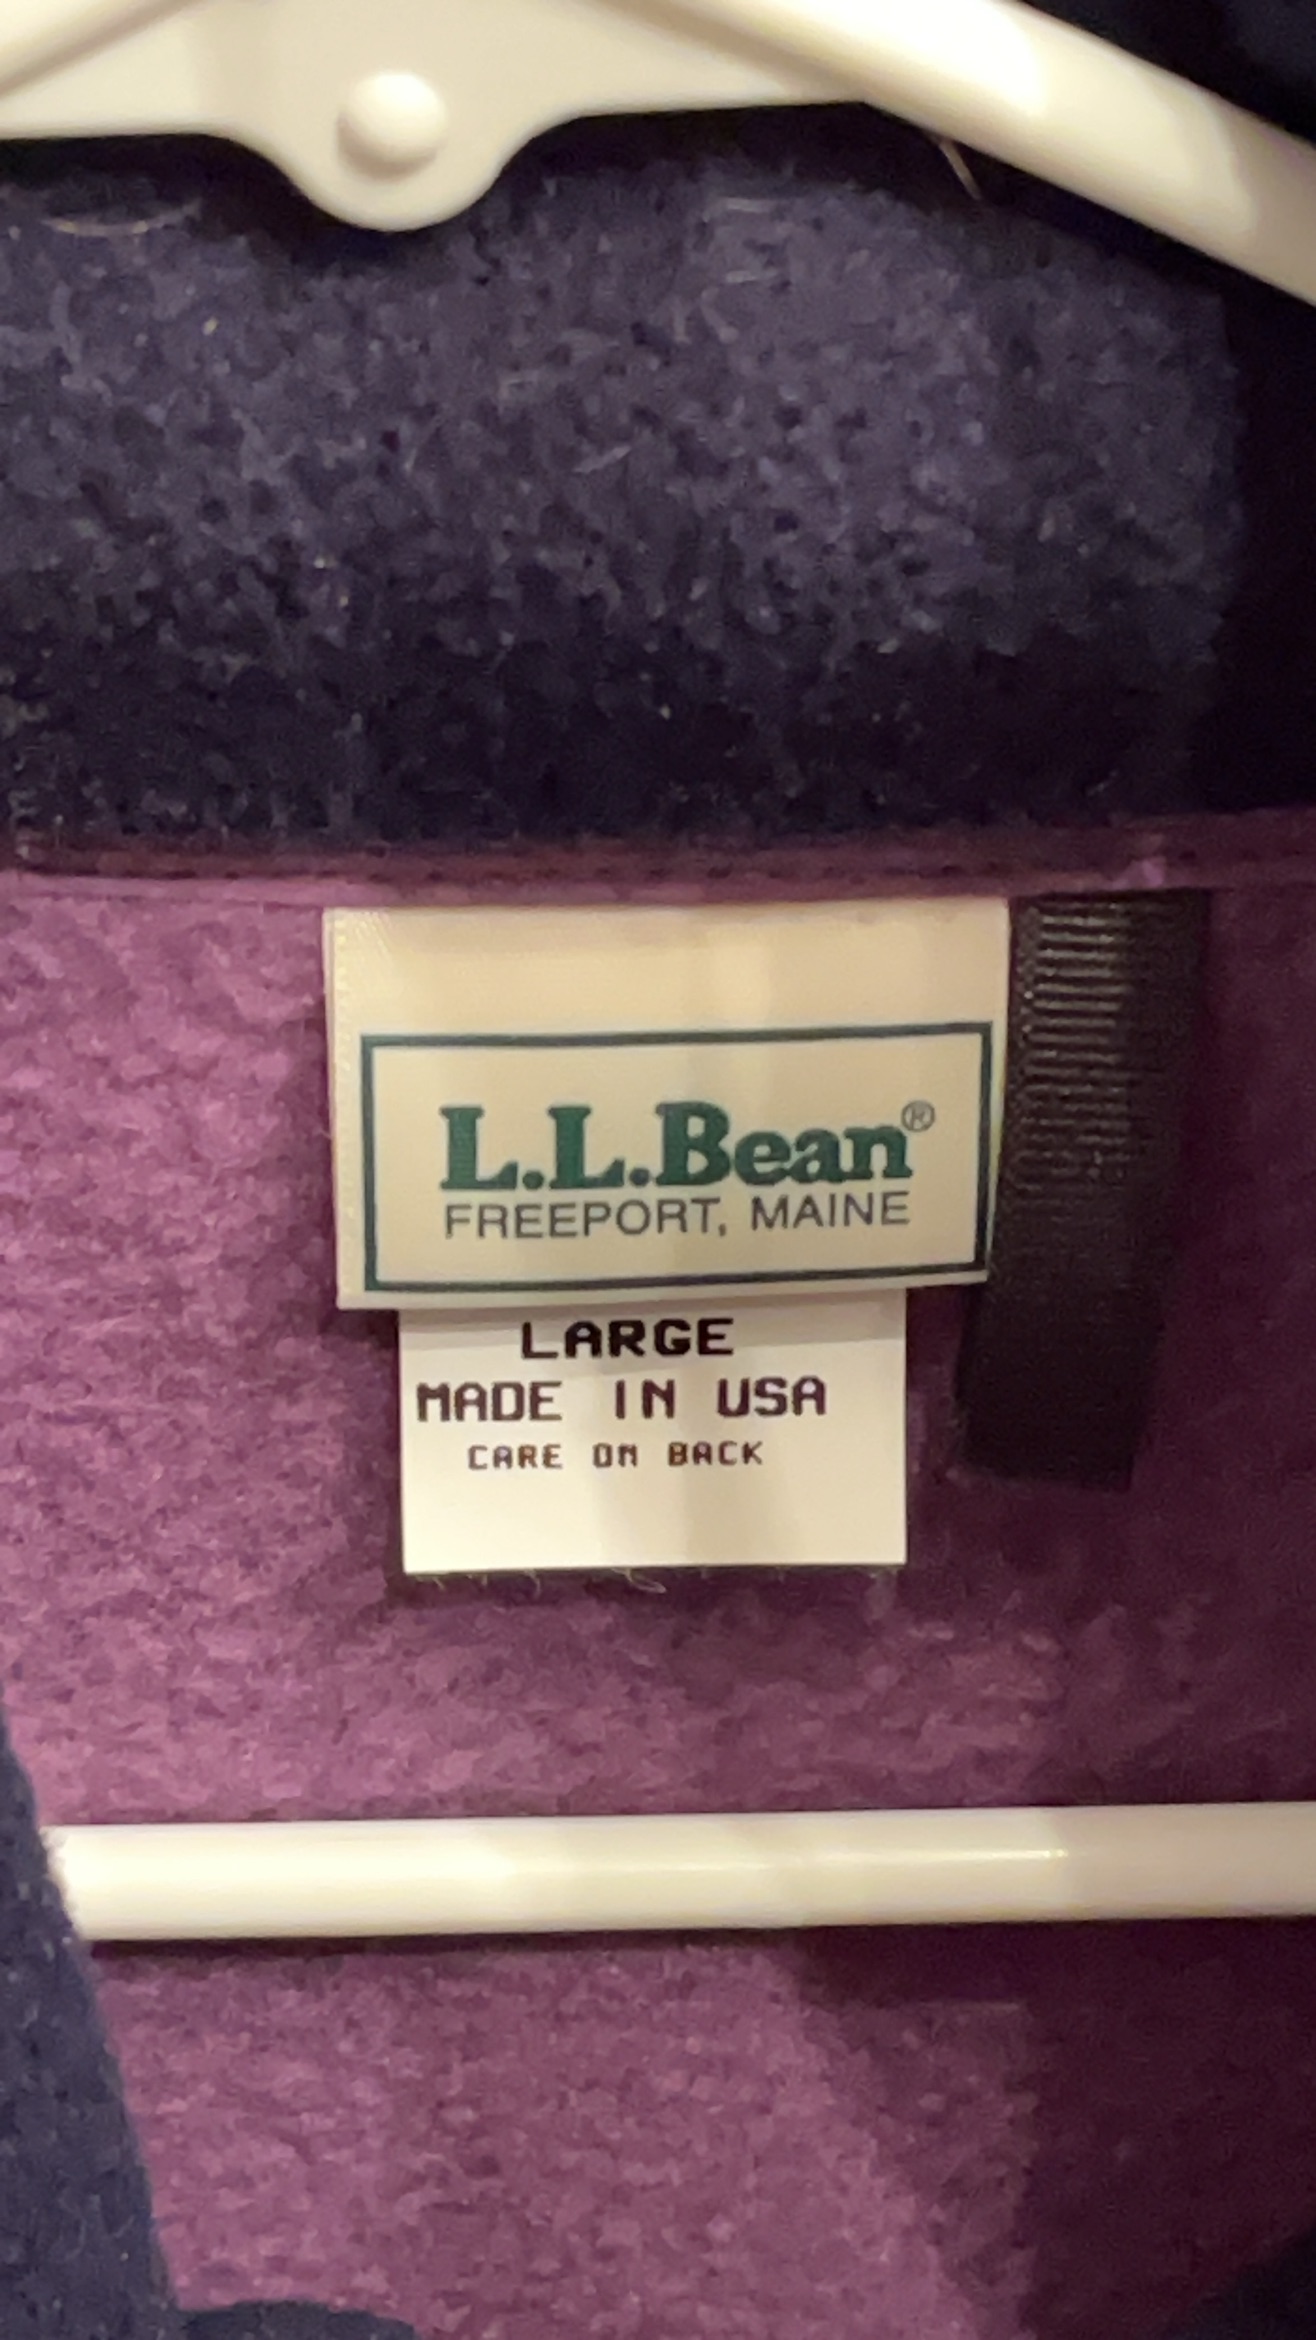 L.L.Bean®
FREEPORT, MAINE
LARGE
MADE IN USA
CARE ON BACK